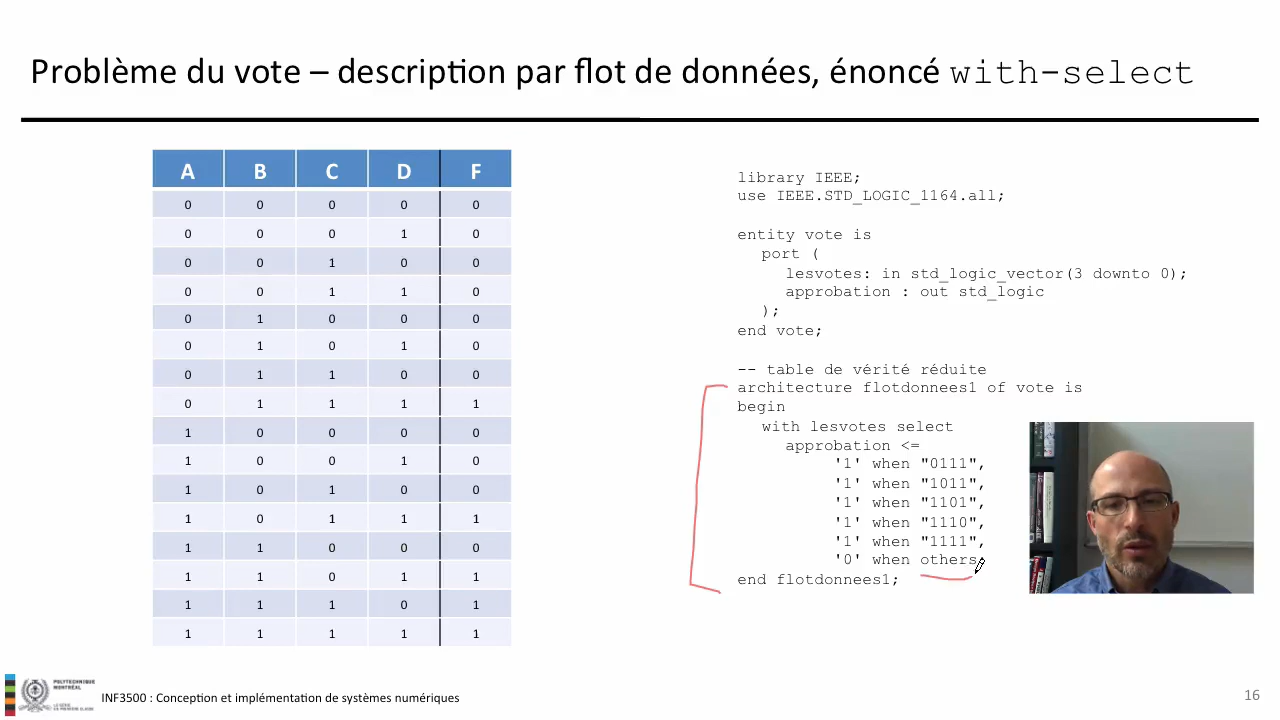 Problème du vote – description par flot de données, énoncé with-select
A B C D F
0 0 0 0 0
0 0 0 1 0
0 0 1 0 0
0 0 1 1 0
0 1 0 0 0
0 1 0 1 0
0 1 1 0 0
0 1 1 1 1
1 0 0 0 0
1 0 0 1 0
1 0 1 0 0
1 0 1 1 1
1 1 0 0 0
1 1 0 1 1
1 1 1 0 1
1 1 1 1 1
library IEEE;
use IEEE.STD_LOGIC_1164.all;
entity vote is
port (
lesvotes: in std_logic_vector(3 downto 0);
approbation : out std_logic
);
end vote;
-- table de vérité réduite
architecture flotdonnees1 of vote is
begin
with lesvotes select
approbation <=
'1' when "0111",
'1' when "1011",
'1' when "1101",
'1' when "1110",
'1' when "1111",
'0' when others;
end flotdonnees1;
POLYTECHNIQUE
MONTRÉAL
INF3500 : Conception et implémentation de systèmes numériques
16